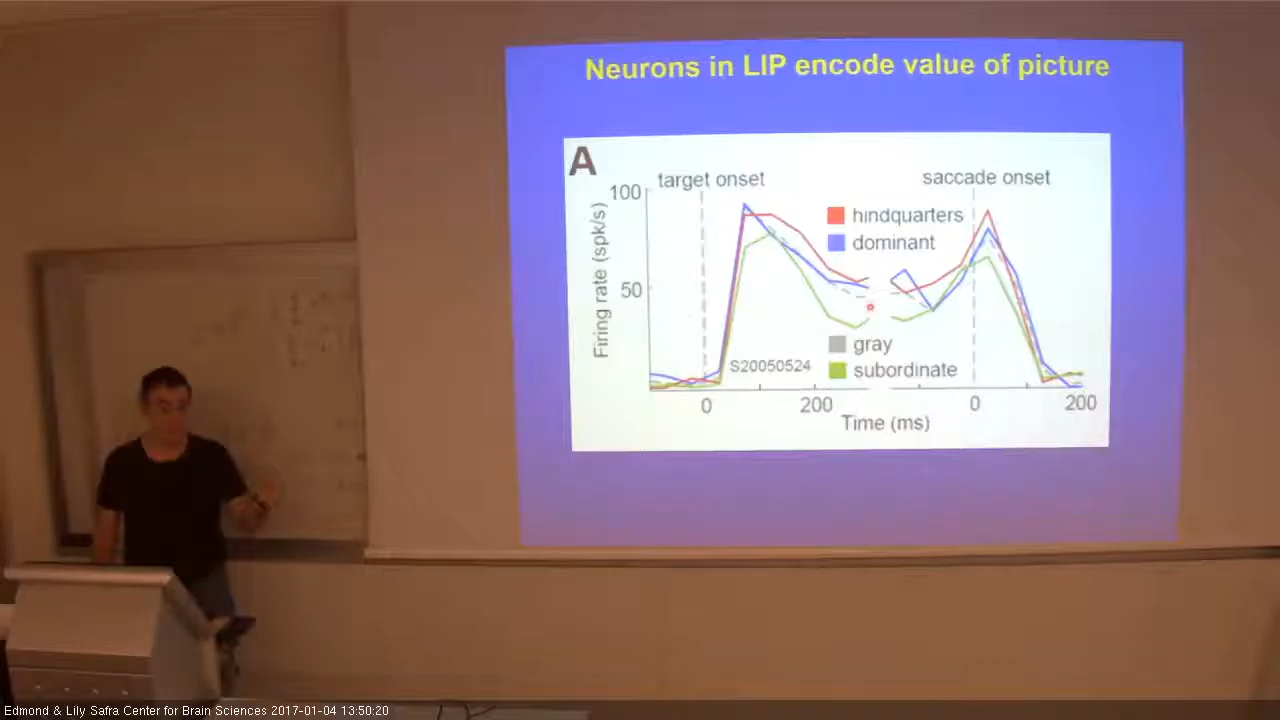 Neurons in LIP encode value of picture
A
target onset
saccade onset
100
50
Firing rate (spk/s)
hindquarters
dominant
gray
subordinate
S20050524
0
200
0
200
Time (ms)
Edmond & Lily Safra Center for Brain Sciences 2017-01-04 13:50:20